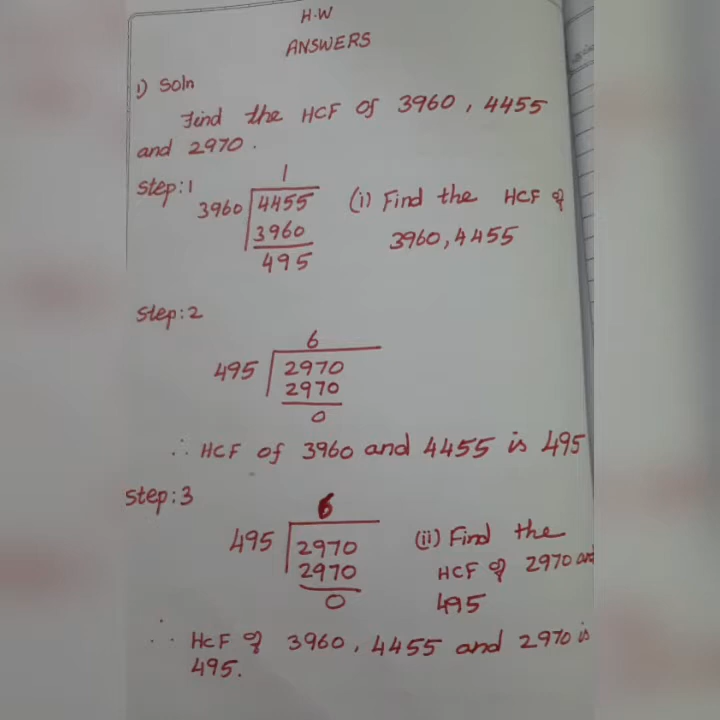 H.W
ANSWERS
1) Soln
Find the HCF of 3960, 4455
and 2970.
Step:1
1
3960 4455
3960
495
(i) Find the HCF of
3960, 4455
Step:2
6
495 2970
2970
0
∴ HCF of 3960 and 4455 is 495
Step:3
6
495 2970
2970
0
(ii) Find the
HCF of 2970 and
495
∴ HCF of 3960, 4455 and 2970 is
495.